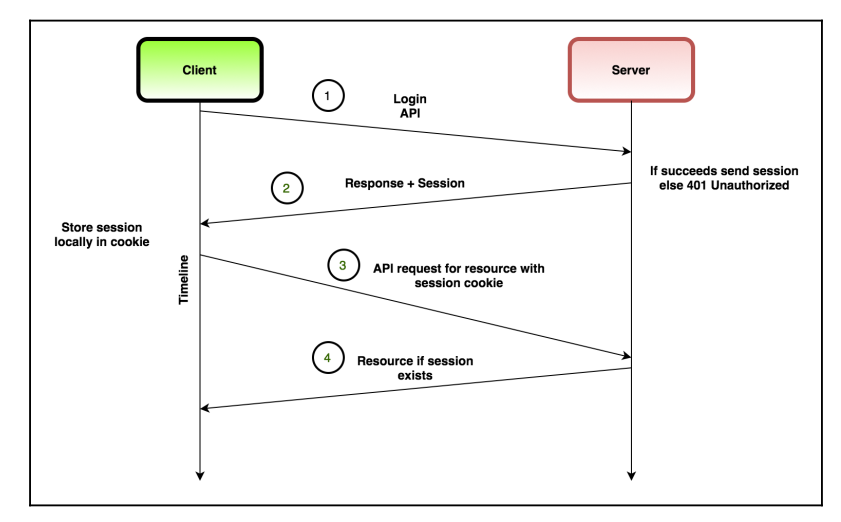 Client
Server
1
Login
API
If succeeds send session
else 401 Unauthorized
2
Response + Session
Store session
locally in cookie
Timeline
3
API request for resource with
session cookie
4
Resource if session
exists